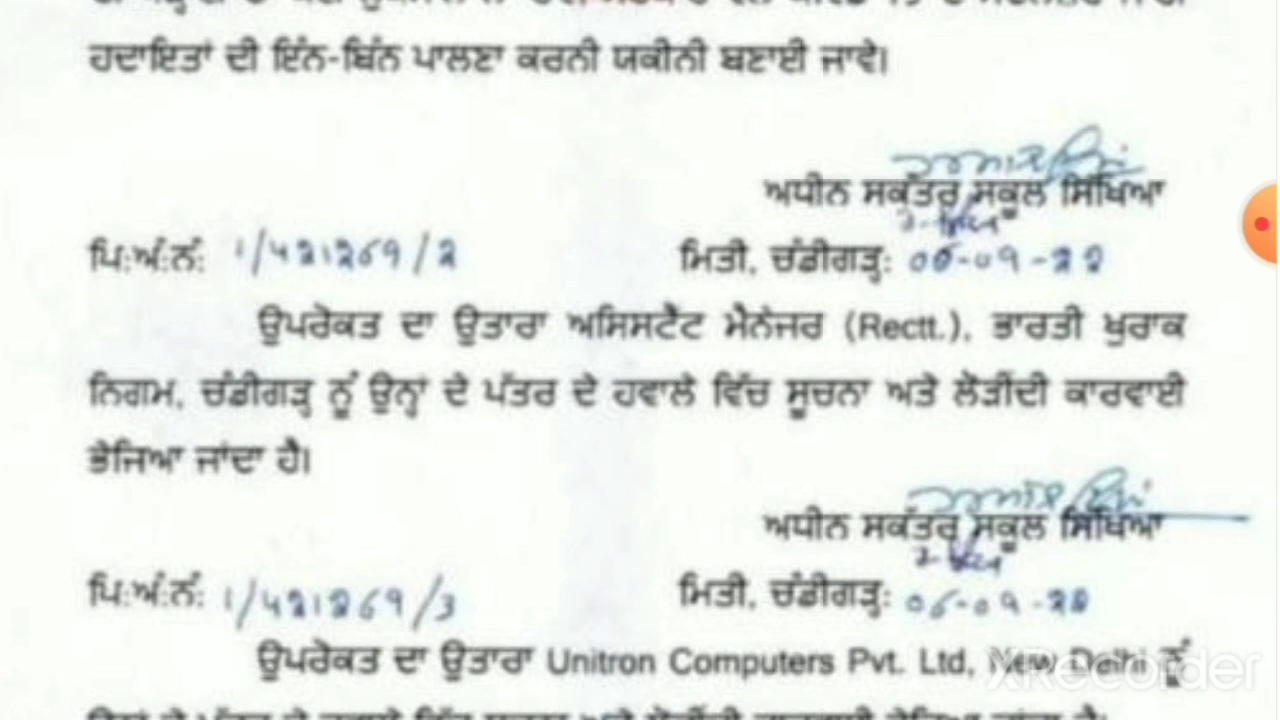 ਹਦਾਇਤਾਂ ਦੀ ਇੰਨ-ਬਿੰਨ ਪਾਲਣਾ ਕਰਨੀ ਯਕੀਨੀ ਬਣਾਈ ਜਾਵੇ।
ਅਧੀਨ ਸਕੱਤਰ ਸਕੂਲ ਸਿੱਖਿਆ
ਪਿ:ਅੰ:ਨੰ: 1/421269/2 ਮਿਤੀ, ਚੰਡੀਗੜ੍ਹ: 06-09-22
ਉਪਰੋਕਤ ਦਾ ਉਤਾਰਾ ਅਸਿਸਟੈਂਟ ਮੈਨੇਜਰ (Rectt.), ਭਾਰਤੀ ਖੁਰਾਕ
ਨਿਗਮ, ਚੰਡੀਗੜ੍ਹ ਨੂੰ ਉਨ੍ਹਾਂ ਦੇ ਪੱਤਰ ਦੇ ਹਵਾਲੇ ਵਿੱਚ ਸੂਚਨਾ ਅਤੇ ਲੋੜੀਂਦੀ ਕਾਰਵਾਈ
ਭੇਜਿਆ ਜਾਂਦਾ ਹੈ।
ਅਧੀਨ ਸਕੱਤਰ ਸਕੂਲ ਸਿੱਖਿਆ
ਪਿ:ਅੰ:ਨੰ: 1/421269/3 ਮਿਤੀ, ਚੰਡੀਗੜ੍ਹ: 06-09-22
ਉਪਰੋਕਤ ਦਾ ਉਤਾਰਾ Unitron Computers Pvt. Ltd, New Delhi ਨੂੰ
XRecorder